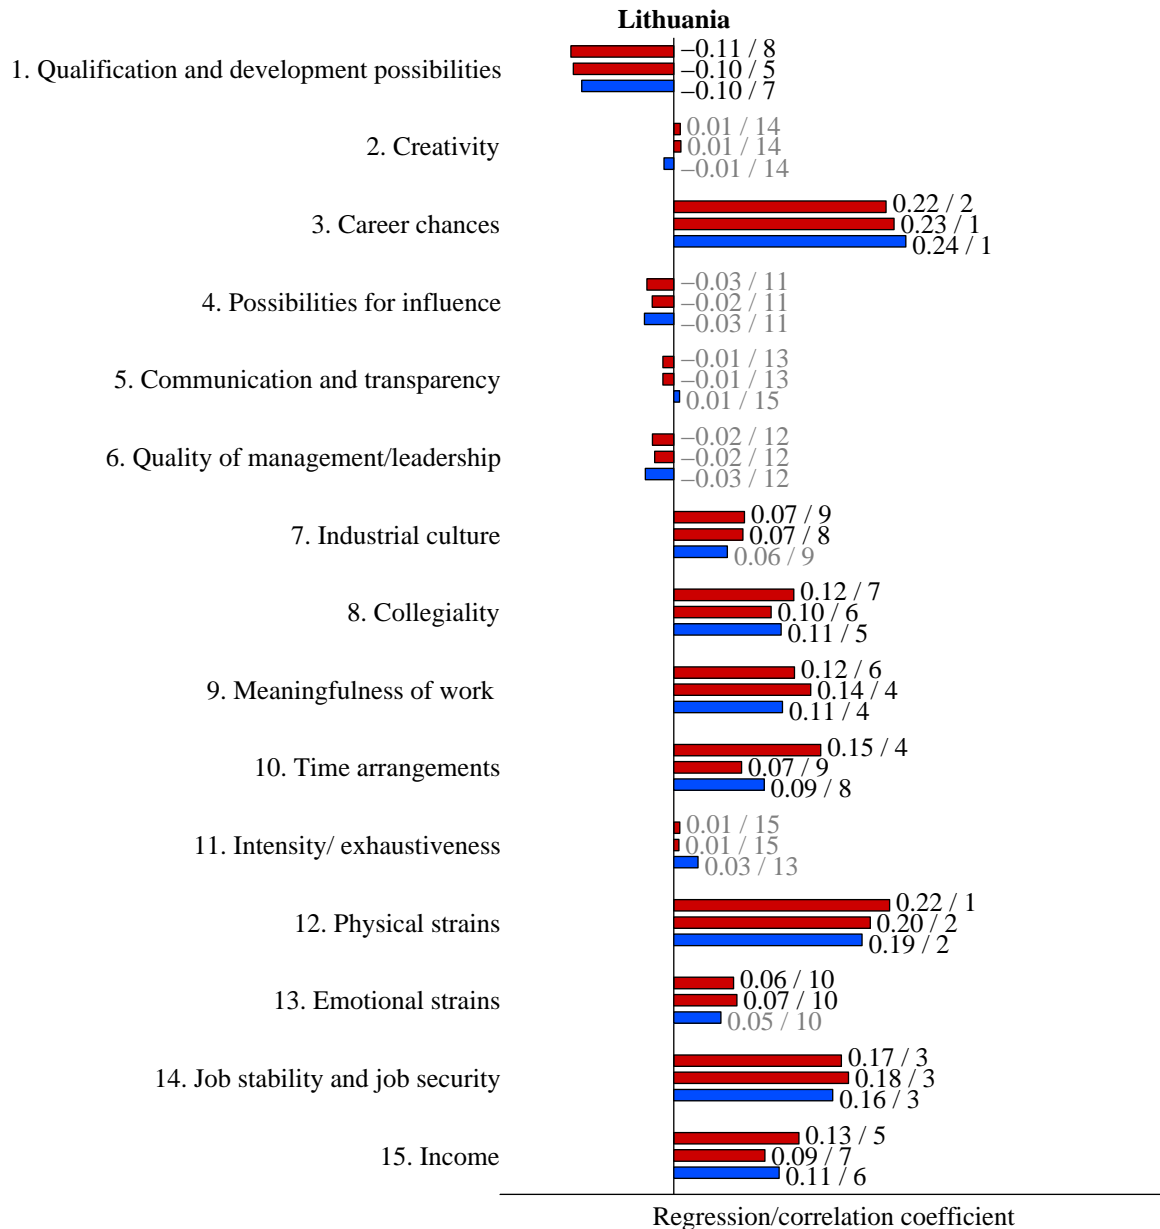 Lithuania
1. Qualification and development possibilities
–0.11 / 8
–0.10 / 5
–0.10 / 7
2. Creativity
0.01 / 14
0.01 / 14
–0.01 / 14
3. Career chances
0.22 / 2
0.23 / 1
0.24 / 1
4. Possibilities for influence
–0.03 / 11
–0.02 / 11
–0.03 / 11
5. Communication and transparency
–0.01 / 13
–0.01 / 13
0.01 / 15
6. Quality of management/leadership
–0.02 / 12
–0.02 / 12
–0.03 / 12
7. Industrial culture
0.07 / 9
0.07 / 8
0.06 / 9
8. Collegiality
0.12 / 7
0.10 / 6
0.11 / 5
9. Meaningfulness of work
0.12 / 6
0.14 / 4
0.11 / 4
10. Time arrangements
0.15 / 4
0.07 / 9
0.09 / 8
11. Intensity/ exhaustiveness
0.01 / 15
0.01 / 15
0.03 / 13
12. Physical strains
0.22 / 1
0.20 / 2
0.19 / 2
13. Emotional strains
0.06 / 10
0.07 / 10
0.05 / 10
14. Job stability and job security
0.17 / 3
0.18 / 3
0.16 / 3
15. Income
0.13 / 5
0.09 / 7
0.11 / 6
Regression/correlation coefficient